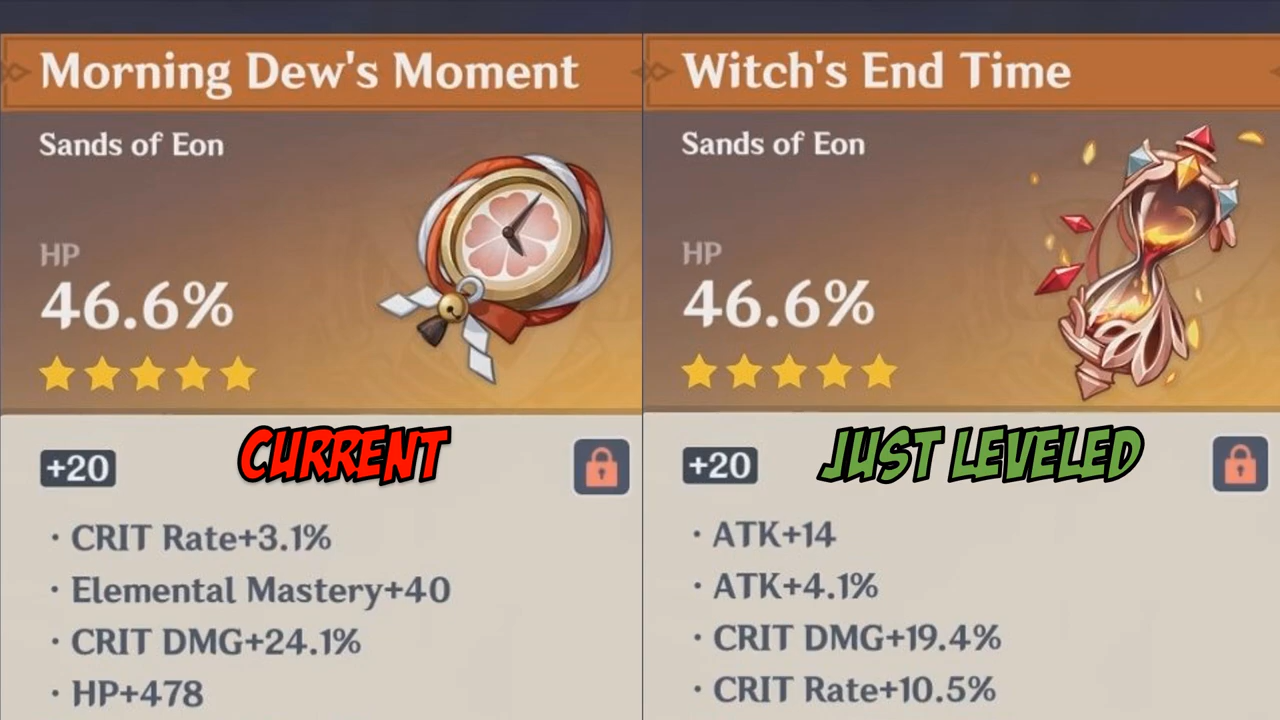 Morning Dew's Moment
Sands of Eon
HP
46.6%
+20
CURRENT
· CRIT Rate+3.1%
· Elemental Mastery+40
· CRIT DMG+24.1%
· HP+478
Witch's End Time
Sands of Eon
HP
46.6%
+20
JUST LEVELED
· ATK+14
· ATK+4.1%
· CRIT DMG+19.4%
· CRIT Rate+10.5%